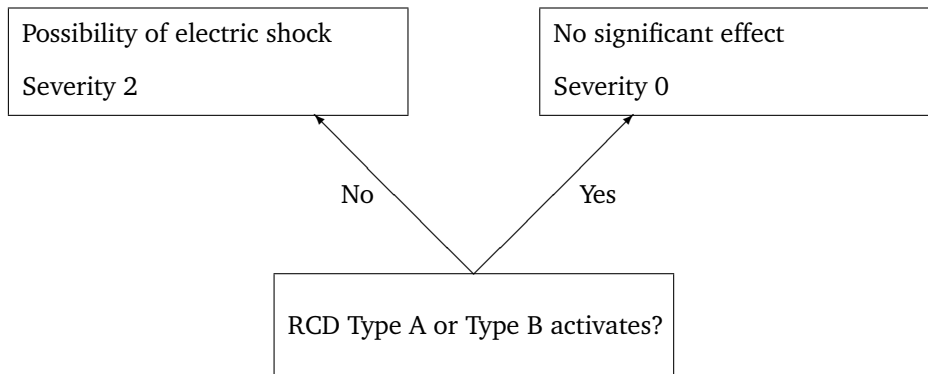 Possibility of electric shock
Severity 2
No significant effect
Severity 0
No
Yes
RCD Type A or Type B activates?